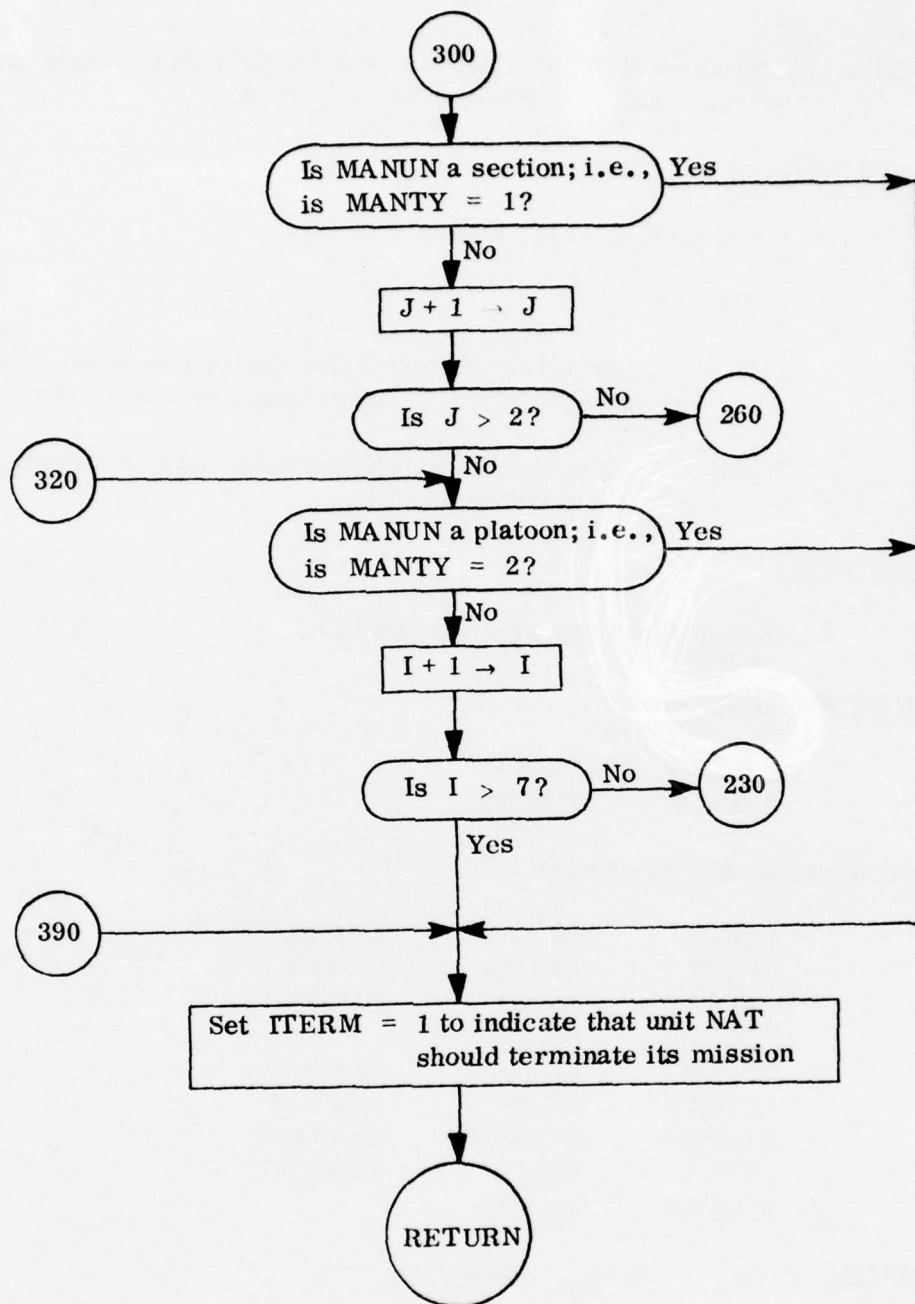 300
Is MANUN a section; i.e., Yes
is MANTY = 1?
No
J + 1 → J
Is J > 2? No 260
No
320
Is MANUN a platoon; i.e., Yes
is MANTY = 2?
No
I + 1 → I
Is I > 7? No 230
Yes
390
Set ITERM = 1 to indicate that unit NAT
should terminate its mission
RETURN